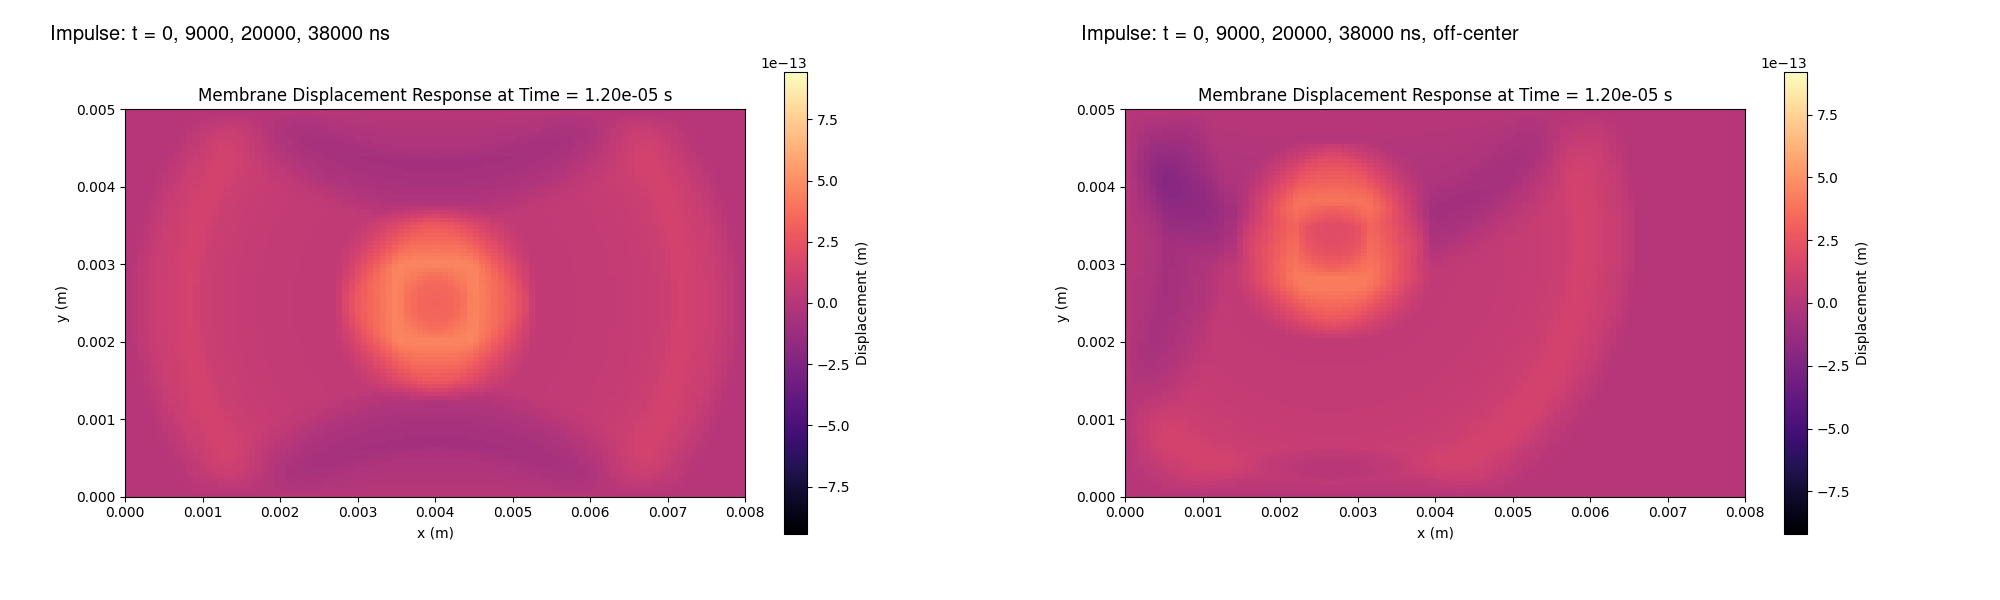 Impulse: t = 0, 9000, 20000, 38000 ns
1e−13
Membrane Displacement Response at Time = 1.20e-05 s
0.005
0.004
0.003
0.002
0.001
0.000
y (m)
0.000 0.001 0.002 0.003 0.004 0.005 0.006 0.007 0.008
x (m)
7.5
5.0
2.5
0.0
−2.5
−5.0
−7.5
Displacement (m)
Impulse: t = 0, 9000, 20000, 38000 ns, off-center
1e−13
Membrane Displacement Response at Time = 1.20e-05 s
0.005
0.004
0.003
0.002
0.001
0.000
y (m)
0.000 0.001 0.002 0.003 0.004 0.005 0.006 0.007 0.008
x (m)
7.5
5.0
2.5
0.0
−2.5
−5.0
−7.5
Displacement (m)